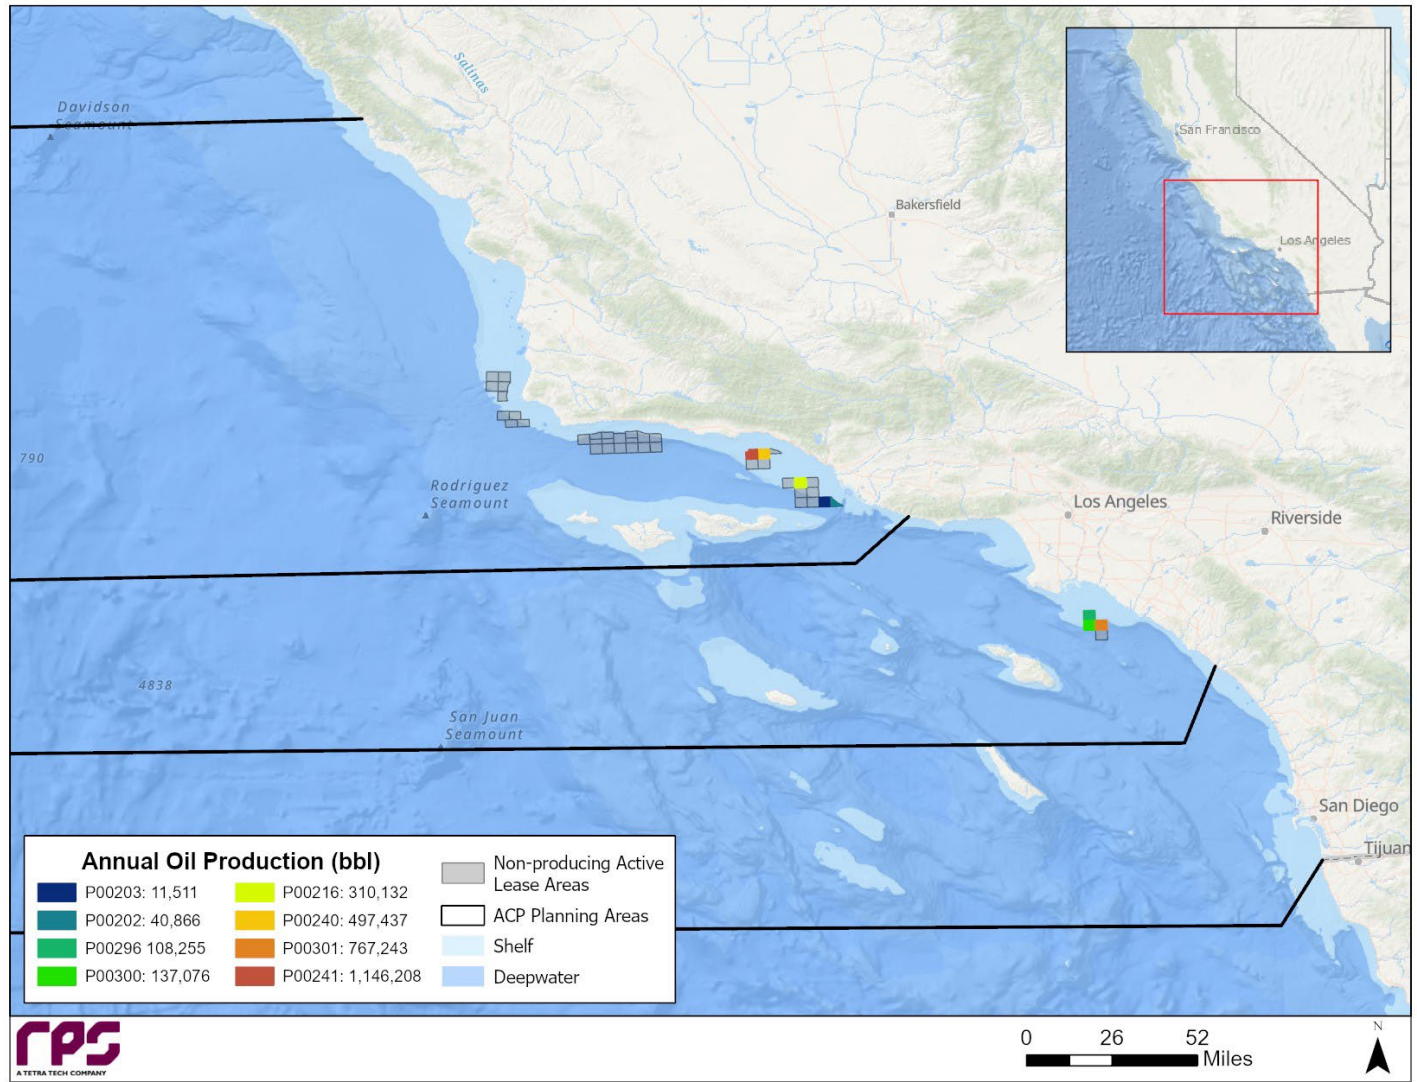 Salinas
Davidson
Seamount
San Francisco
Los Angeles
Bakersfield
790
Rodriguez
Seamount
Los Angeles
Riverside
4838
San Juan
Seamount
San Diego
Tijuan
Annual Oil Production (bbl)
P00203: 11,511
P00202: 40,866
P00296 108,255
P00300: 137,076
P00216: 310,132
P00240: 497,437
P00301: 767,243
P00241: 1,146,208
Non-producing Active
Lease Areas
ACP Planning Areas
Shelf
Deepwater
rps
A TETRA TECH COMPANY
0 26 52
Miles
N